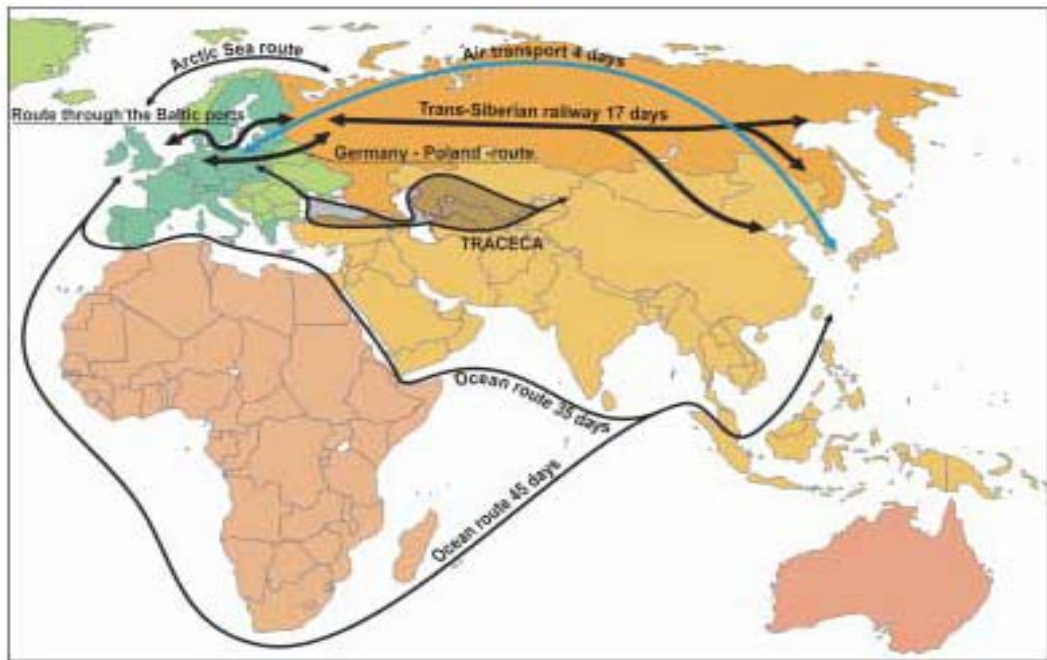 Arctic Sea route
Air transport 4 days
Route through the Baltic ports
Trans-Siberian railway 17 days
Germany - Poland -route
TRACECA
Ocean route 35 days
Ocean route 45 days